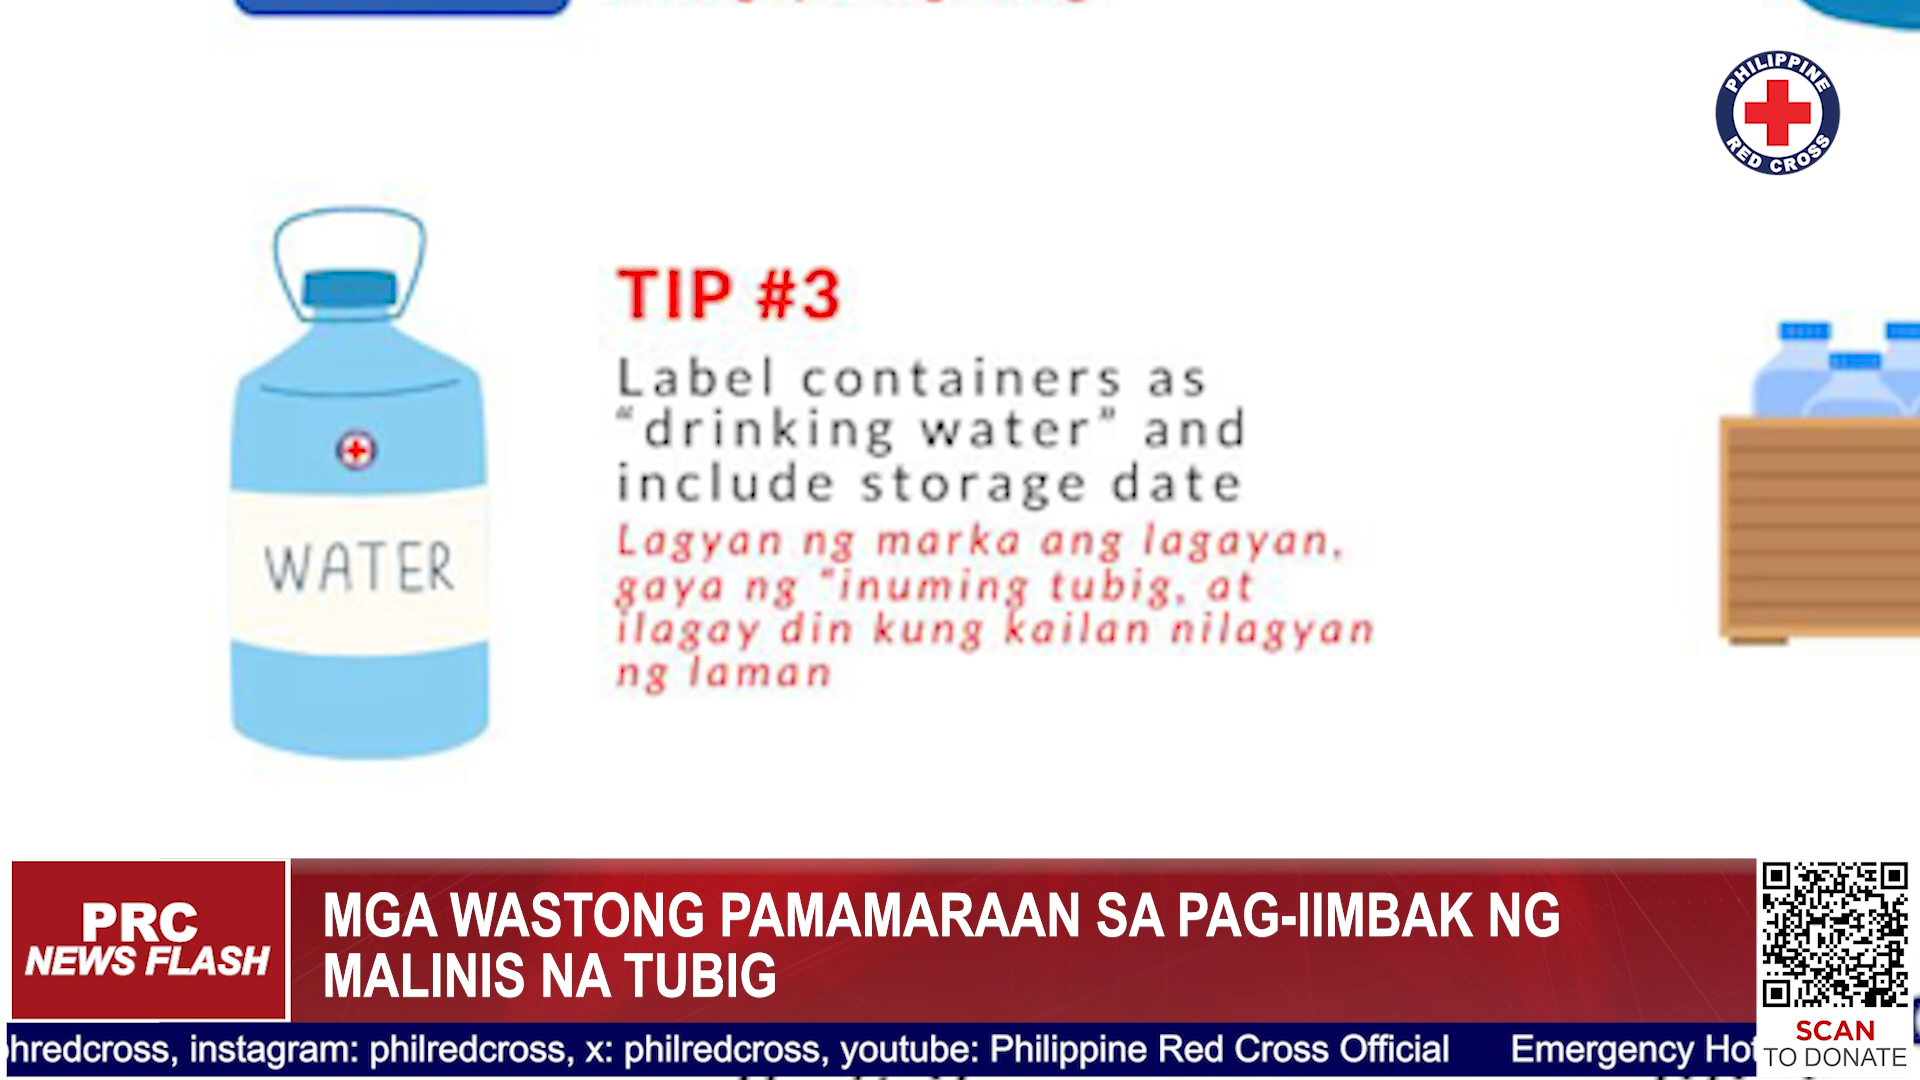 PHILIPPINE
RED CROSS
TIP #3
Label containers as
“drinking water” and
include storage date
Lagyan ng marka ang lagayan,
gaya ng “inuming tubig, at
ilagay din kung kailan nilagyan
ng laman
WATER
PRC
NEWS FLASH
MGA WASTONG PAMAMARAAN SA PAG-IIMBAK NG
MALINIS NA TUBIG
hredcross, instagram: philredcross, x: philredcross, youtube: Philippine Red Cross Official Emergency
SCAN
TO DONATE